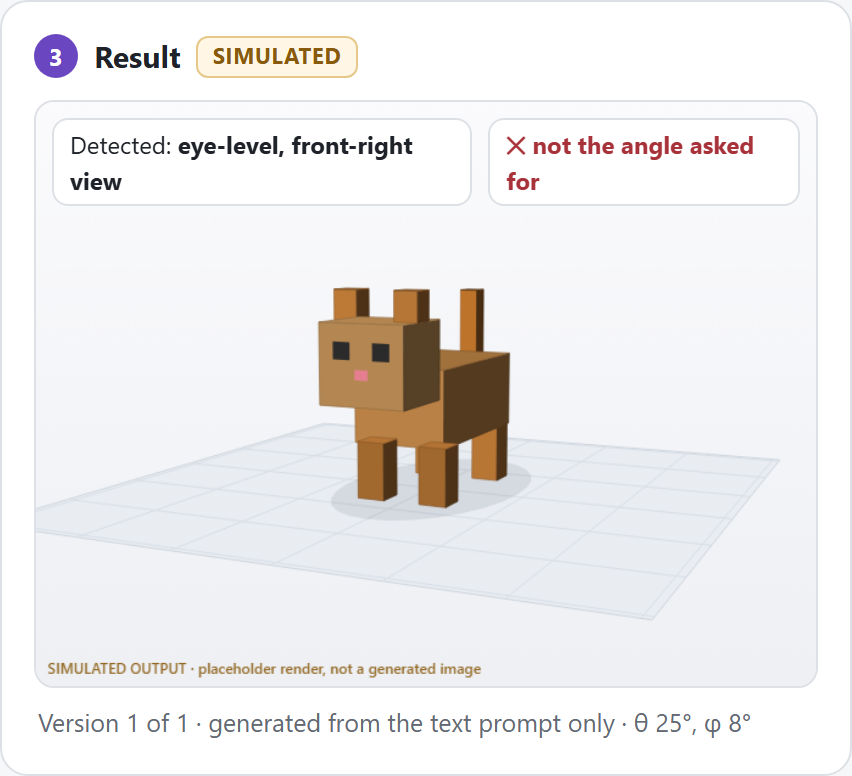 3 Result SIMULATED
Detected: eye-level, front-right
view
✕ not the angle asked
for
SIMULATED OUTPUT · placeholder render, not a generated image
Version 1 of 1 · generated from the text prompt only · θ 25°, φ 8°